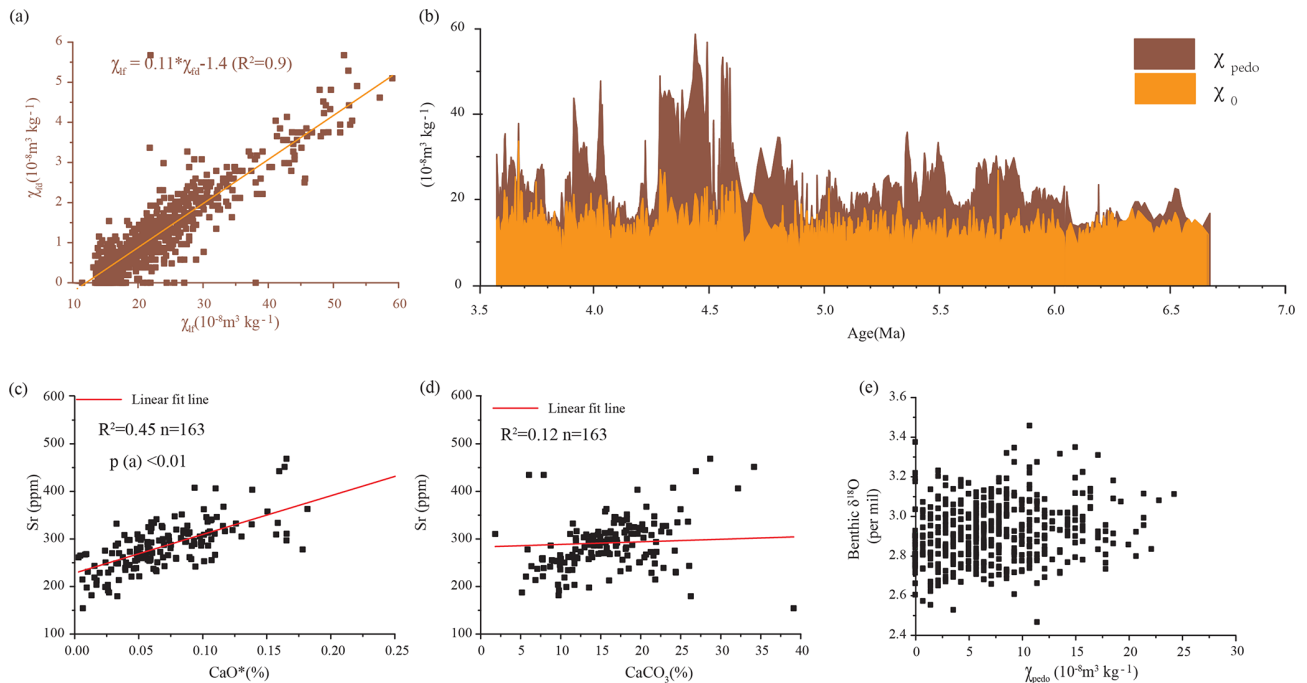 (a)
χlf = 0.11*χfd-1.4 (R²=0.9)
χfd(10⁻⁸m³ kg⁻¹)
6
5
4
3
2
1
0
10 20 30 40 50 60
χlf(10⁻⁸m³ kg⁻¹)
(b)
(10⁻⁸m³ kg⁻¹)
60
40
20
0
χ pedo
χ 0
3.5 4.0 4.5 5.0 5.5 6.0 6.5 7.0
Age(Ma)
(c)
Sr (ppm)
600
500
400
300
200
100
Linear fit line
R²=0.45 n=163
p (a) <0.01
0.00 0.05 0.10 0.15 0.20 0.25
CaO*(%)
(d)
Sr (ppm)
600
500
400
300
200
100
Linear fit line
R²=0.12 n=163
0 10 20 30 40
CaCO₃(%)
(e)
Benthic δ¹⁸O
(per mil)
3.6
3.4
3.2
3.0
2.8
2.6
2.4
0 5 10 15 20 25 30
χpedo (10⁻⁸m³ kg⁻¹)